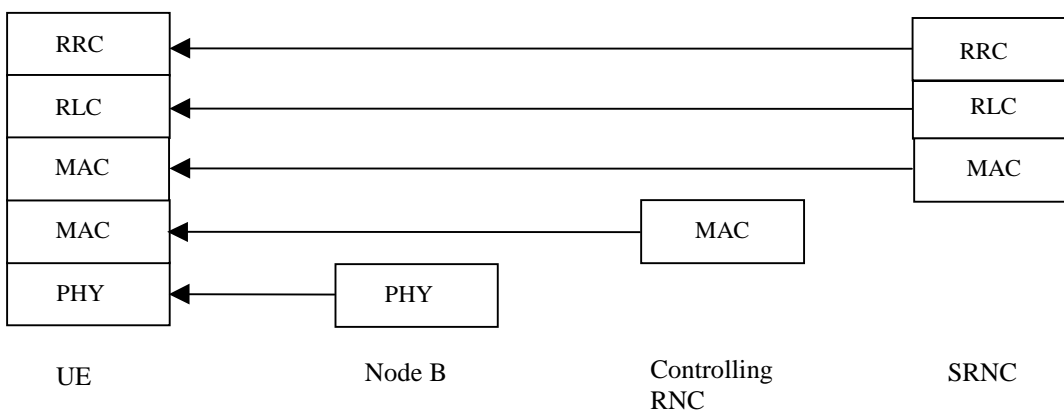 RRC
RRC
RLC
RLC
MAC
MAC
MAC
MAC
PHY
PHY
UE
Node B
Controlling
RNC
SRNC